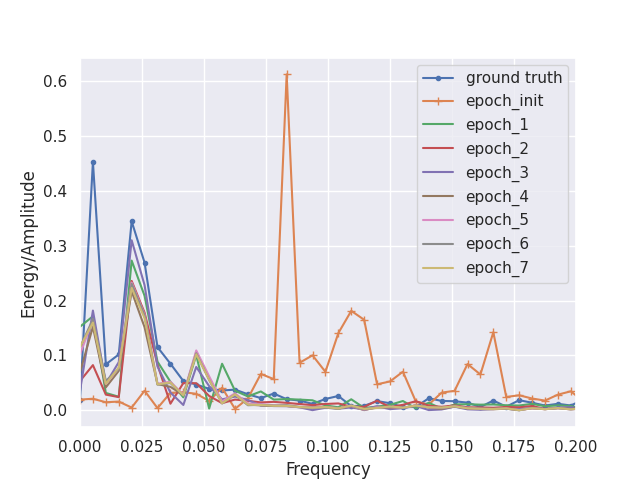 ground truth
epoch_init
epoch_1
epoch_2
epoch_3
epoch_4
epoch_5
epoch_6
epoch_7
Energy/Amplitude
0.6
0.5
0.4
0.3
0.2
0.1
0.0
0.000 0.025 0.050 0.075 0.100 0.125 0.150 0.175 0.200
Frequency